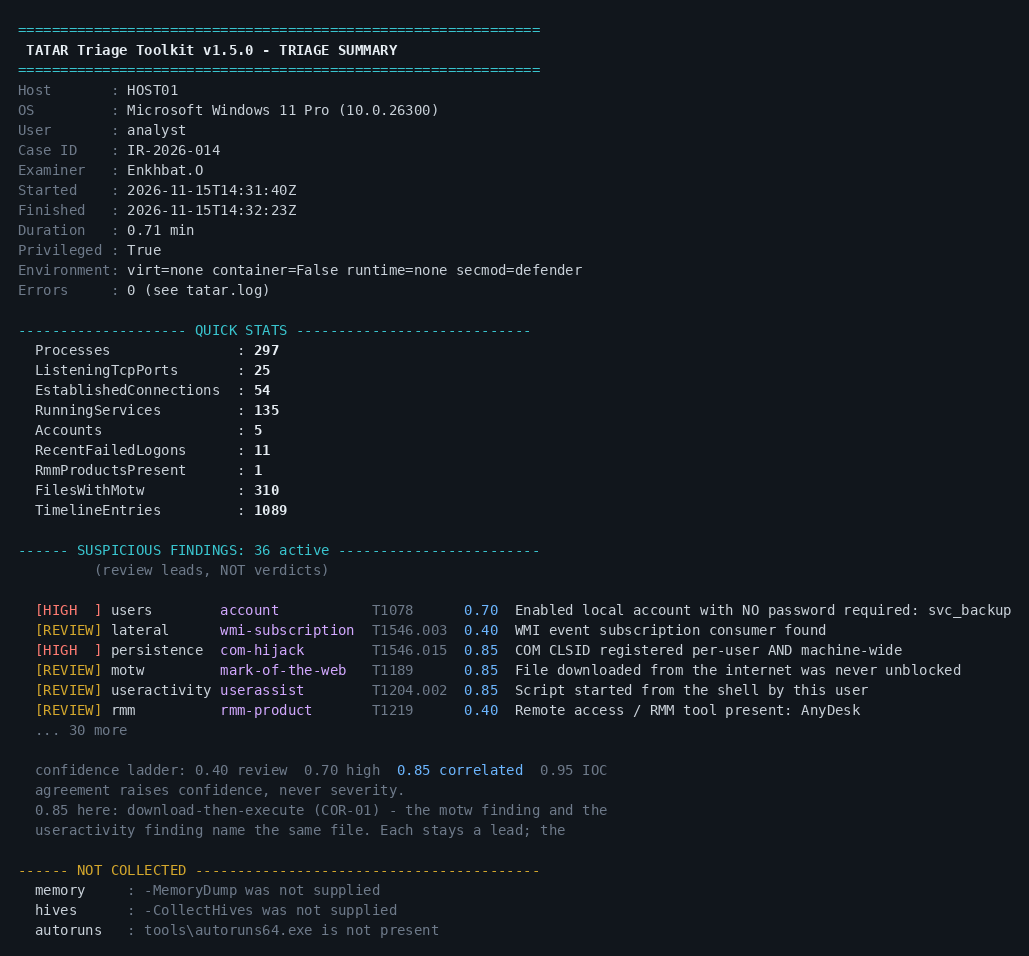 ==============================================================
TATAR Triage Toolkit v1.5.0 - TRIAGE SUMMARY
==============================================================
Host       : HOST01
OS         : Microsoft Windows 11 Pro (10.0.26300)
User       : analyst
Case ID    : IR-2026-014
Examiner   : Enkhbat.O
Started    : 2026-11-15T14:31:40Z
Finished   : 2026-11-15T14:32:23Z
Duration   : 0.71 min
Privileged : True
Environment: virt=none container=False runtime=none secmod=defender
Errors     : 0 (see tatar.log)
-------------------- QUICK STATS ----------------------------
Processes               : 297
ListeningTcpPorts       : 25
EstablishedConnections  : 54
RunningServices         : 135
Accounts                : 5
RecentFailedLogons      : 11
RmmProductsPresent      : 1
FilesWithMotw           : 310
TimelineEntries         : 1089
------ SUSPICIOUS FINDINGS: 36 active ------------------------
(review leads, NOT verdicts)
[HIGH  ] users        account           T1078      0.70  Enabled local account with NO password required: svc_backup
[REVIEW] lateral      wmi-subscription  T1546.003  0.40  WMI event subscription consumer found
[HIGH  ] persistence  com-hijack        T1546.015  0.85  COM CLSID registered per-user AND machine-wide
[REVIEW] motw         mark-of-the-web   T1189      0.85  File downloaded from the internet was never unblocked
[REVIEW] useractivity userassist        T1204.002  0.85  Script started from the shell by this user
[REVIEW] rmm          rmm-product       T1219      0.40  Remote access / RMM tool present: AnyDesk
... 30 more
confidence ladder: 0.40 review  0.70 high  0.85 correlated  0.95 IOC
agreement raises confidence, never severity.
0.85 here: download-then-execute (COR-01) - the motw finding and the
useractivity finding name the same file. Each stays a lead; the
------ NOT COLLECTED -----------------------------------------
memory     : -MemoryDump was not supplied
hives      : -CollectHives was not supplied
autoruns   : tools\autoruns64.exe is not present